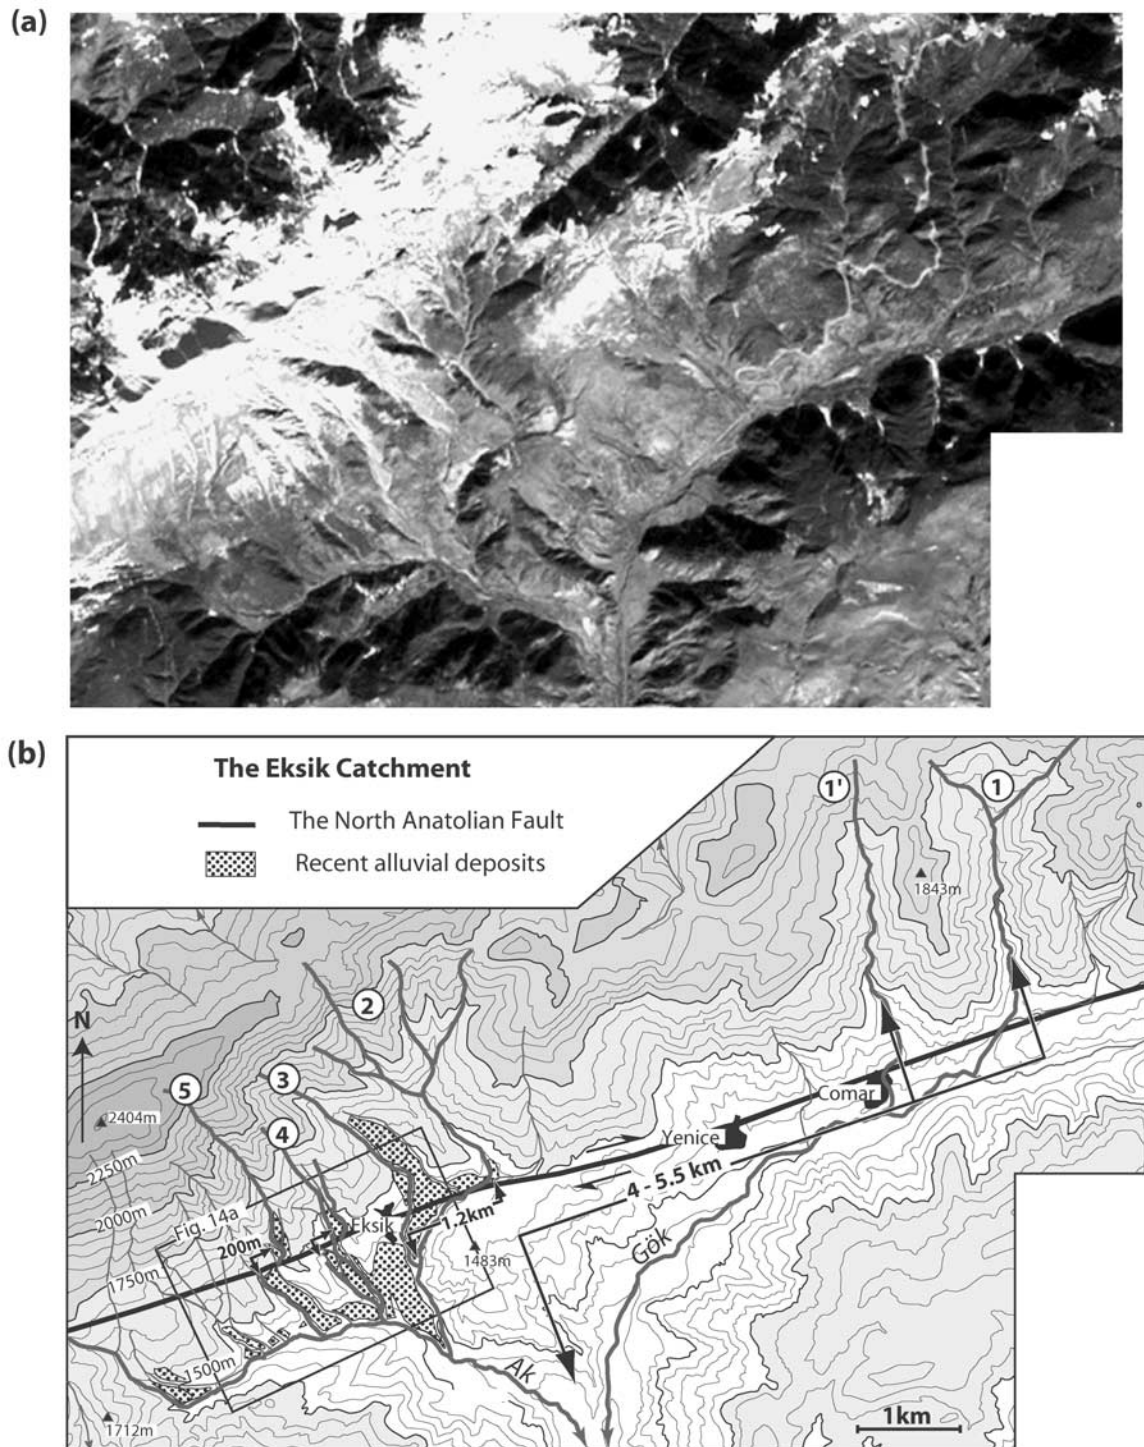 (a)
(b)
The Eksik Catchment
The North Anatolian Fault
Recent alluvial deposits
1'
1
1843m
N
2
3
5
4
2404m
Comar
Yenice
4 - 5.5 km
2250m
2000m
Fig. 14a
Eksik
1.2km
200m
1483m
Gök
1750m
1500m
Ak
1712m
1km